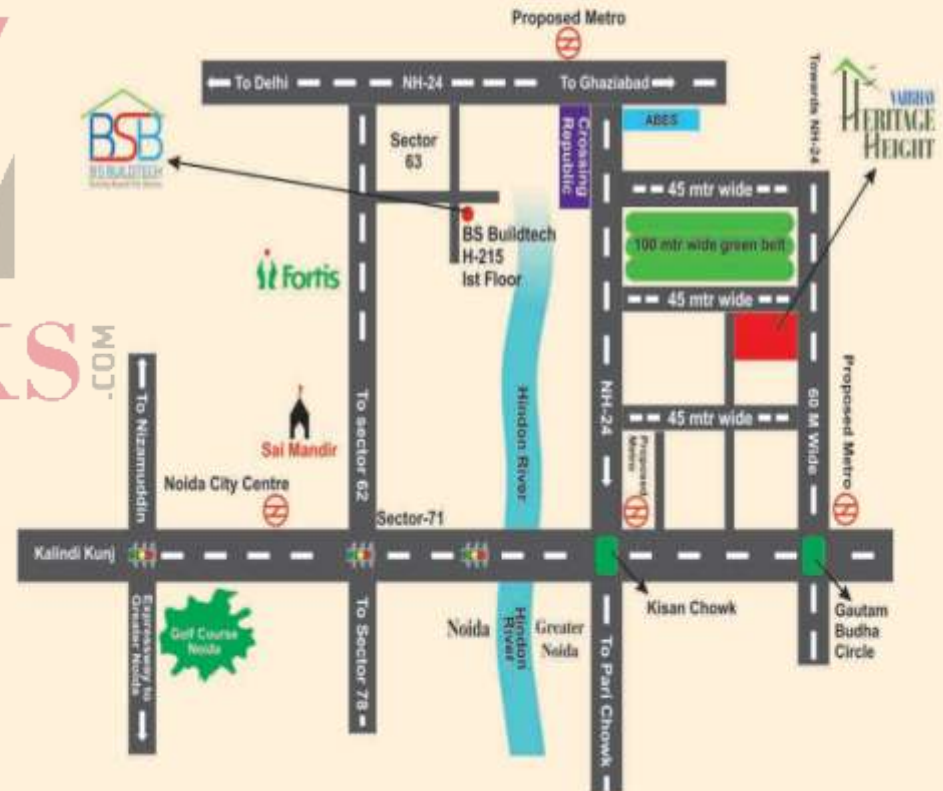 Proposed Metro
To Delhi
NH-24
To Ghaziabad
Towards NH-24
VAIBHAV
HERITAGE
HEIGHT
BSB
BS BUILDTECH
Sector
63
Crossing
Republic
ABES
45 mtr wide
100 mtr wide green belt
BS Buildtech
H-215
Ist Floor
Fortis
45 mtr wide
KS
.COM
To Nizamuddin
To sector 62
Hindon River
NH-24
60 M Wide
Proposed Metro
45 mtr wide
Sai Mandir
Proposed
Metro
Noida City Centre
Sector-71
Kalindi Kunj
Kisan Chowk
Gautam
Budha
Circle
Expressway to
Greater Noida
Golf Course
Noida
To Sector 78
Noida
Hindon
River
Greater
Noida
To Pari Chowk